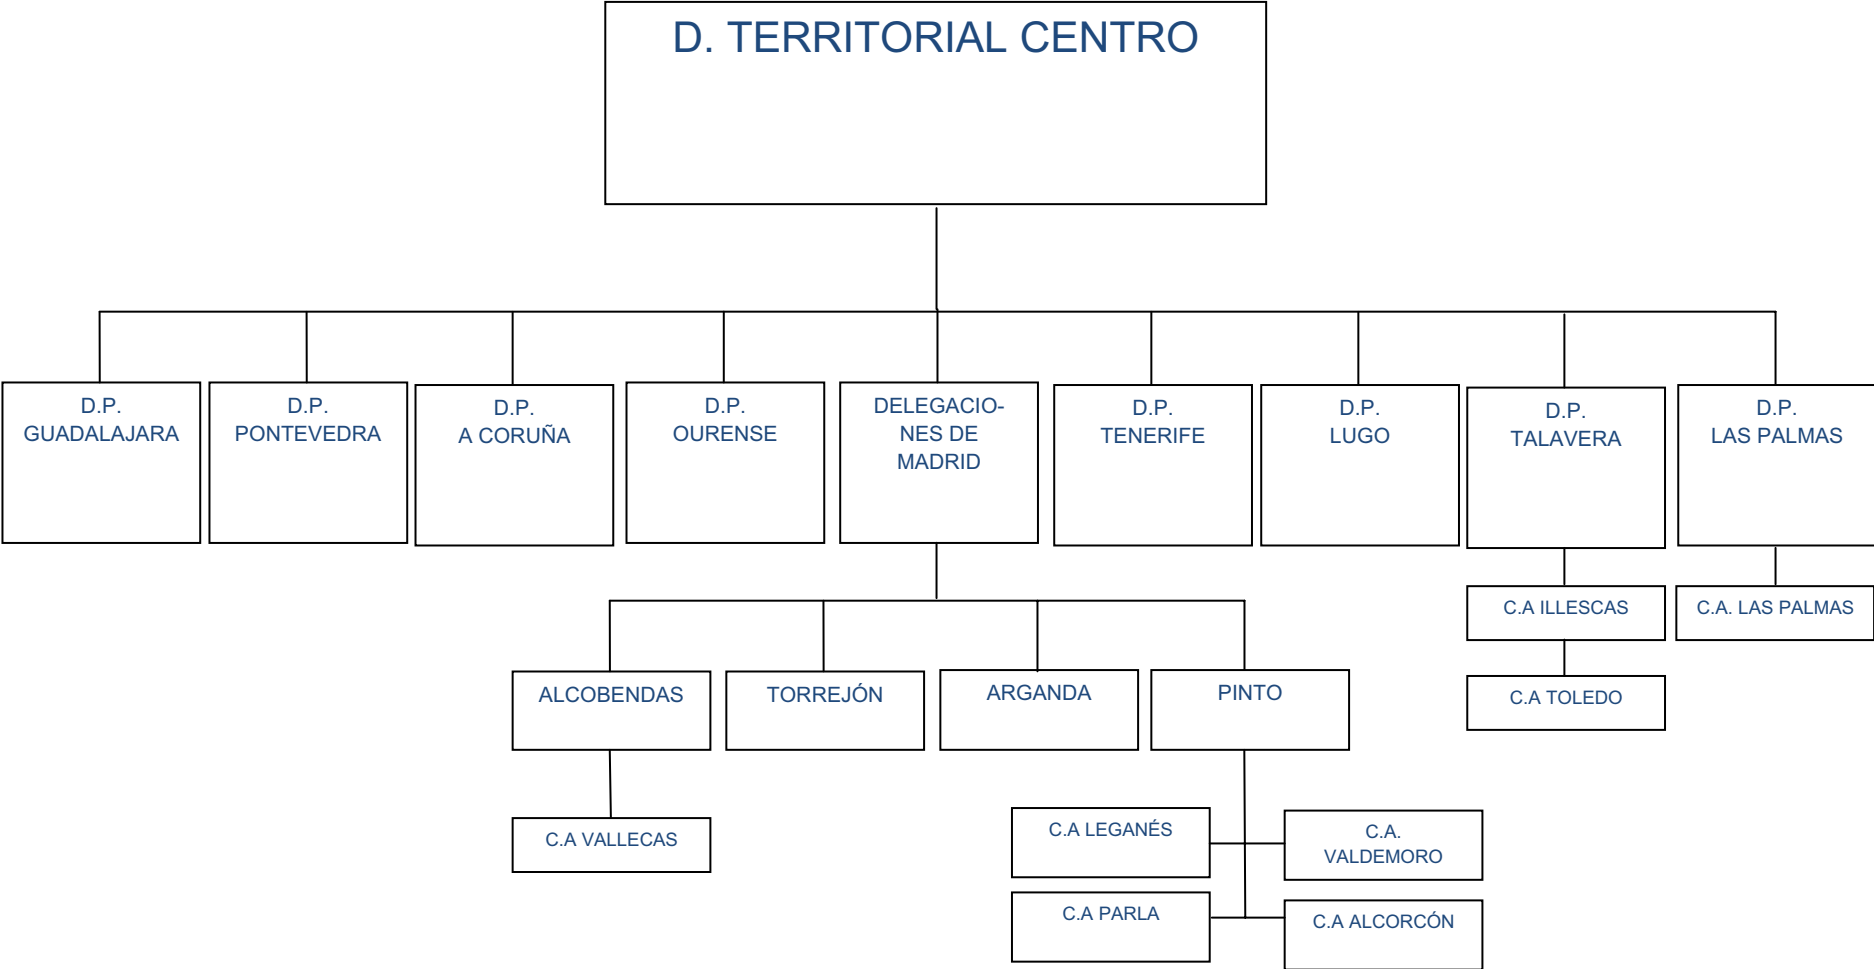 D. TERRITORIAL CENTRO
D.P.
GUADALAJARA
D.P.
PONTEVEDRA
D.P.
A CORUÑA
D.P.
OURENSE
DELEGACIO-
NES DE
MADRID
D.P.
TENERIFE
D.P.
LUGO
D.P.
TALAVERA
D.P.
LAS PALMAS
C.A ILLESCAS
C.A. LAS PALMAS
ALCOBENDAS
TORREJÓN
ARGANDA
PINTO
C.A TOLEDO
C.A VALLECAS
C.A LEGANÉS
C.A.
VALDEMORO
C.A PARLA
C.A ALCORCÓN